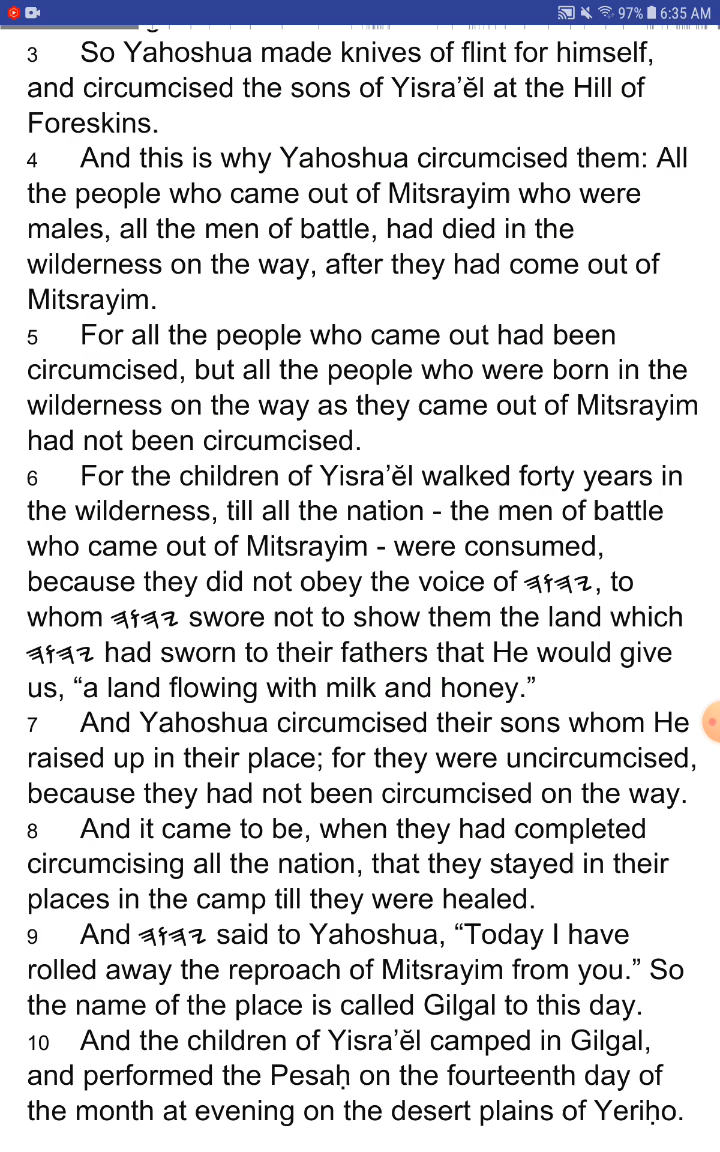 97% 6:35 AM
3 So Yahoshua made knives of flint for himself,
and circumcised the sons of Yisra’ĕl at the Hill of
Foreskins.
4 And this is why Yahoshua circumcised them: All
the people who came out of Mitsrayim who were
males, all the men of battle, had died in the
wilderness on the way, after they had come out of
Mitsrayim.
5 For all the people who came out had been
circumcised, but all the people who were born in the
wilderness on the way as they came out of Mitsrayim
had not been circumcised.
6 For the children of Yisra’ĕl walked forty years in
the wilderness, till all the nation - the men of battle
who came out of Mitsrayim - were consumed,
because they did not obey the voice of 𐤉𐤄𐤅𐤄, to
whom 𐤉𐤄𐤅𐤄 swore not to show them the land which
𐤉𐤄𐤅𐤄 had sworn to their fathers that He would give
us, “a land flowing with milk and honey.”
7 And Yahoshua circumcised their sons whom He
raised up in their place; for they were uncircumcised,
because they had not been circumcised on the way.
8 And it came to be, when they had completed
circumcising all the nation, that they stayed in their
places in the camp till they were healed.
9 And 𐤉𐤄𐤅𐤄 said to Yahoshua, “Today I have
rolled away the reproach of Mitsrayim from you.” So
the name of the place is called Gilgal to this day.
10 And the children of Yisra’ĕl camped in Gilgal,
and performed the Pesaḥ on the fourteenth day of
the month at evening on the desert plains of Yeriḥo.